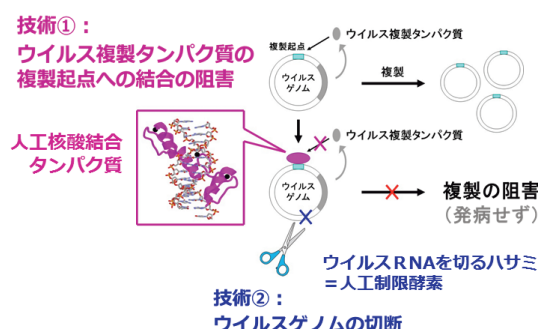 技術①：
ウイルス複製タンパク質の
複製起点への結合の阻害
複製起点
ウイルス複製タンパク質
ウイルス
ゲノム
複製
人工核酸結合
タンパク質
ウイルス複製タンパク質
ウイルス
ゲノム
複製の阻害
（発病せず）
ウイルスＲＮＡを切るハサミ
＝人工制限酵素
技術②：
ウイルスゲノムの切断